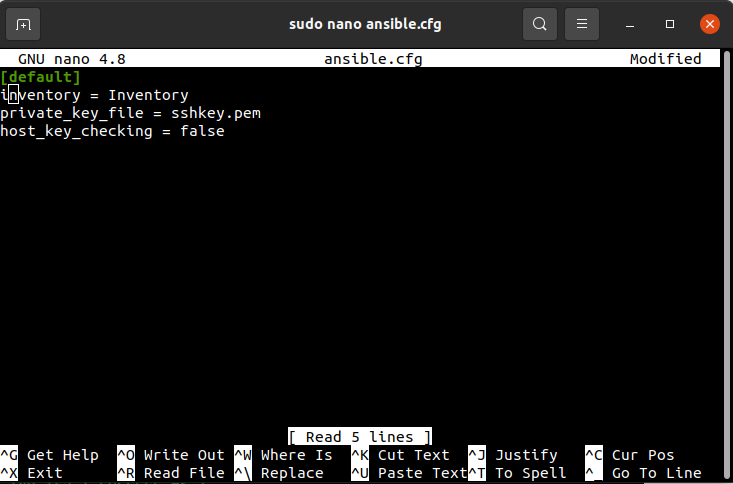 sudo nano ansible.cfg
GNU nano 4.8 ansible.cfg Modified
[default]
inventory = Inventory
private_key_file = sshkey.pem
host_key_checking = false
[ Read 5 lines ]
^G Get Help ^O Write Out ^W Where Is ^K Cut Text ^J Justify ^C Cur Pos
^X Exit ^R Read File ^\ Replace ^U Paste Text ^T To Spell ^_ Go To Line